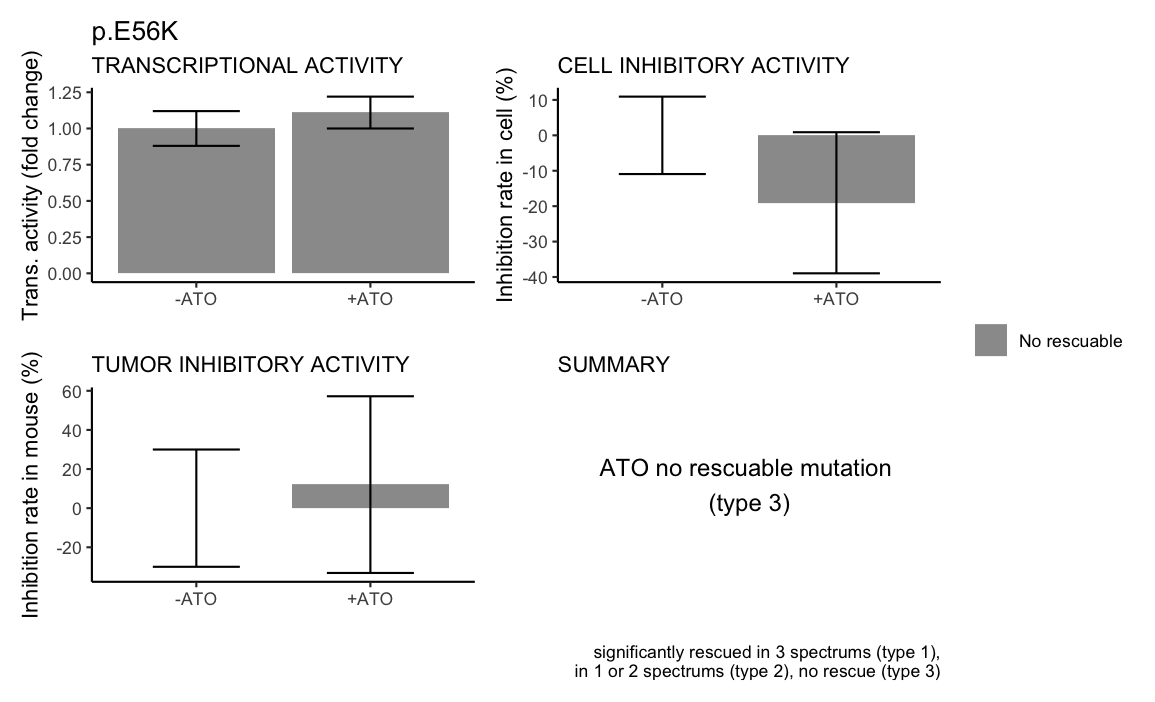 p.E56K
TRANSCRIPTIONAL ACTIVITY
Trans. activity (fold change)
1.25
1.00
0.75
0.50
0.25
0.00
-ATO
+ATO
CELL INHIBITORY ACTIVITY
Inhibition rate in cell (%)
10
0
-10
-20
-30
-40
-ATO
+ATO
No rescuable
TUMOR INHIBITORY ACTIVITY
Inhibition rate in mouse (%)
60
40
20
0
-20
-ATO
+ATO
SUMMARY
ATO no rescuable mutation
(type 3)
significantly rescued in 3 spectrums (type 1),
in 1 or 2 spectrums (type 2), no rescue (type 3)